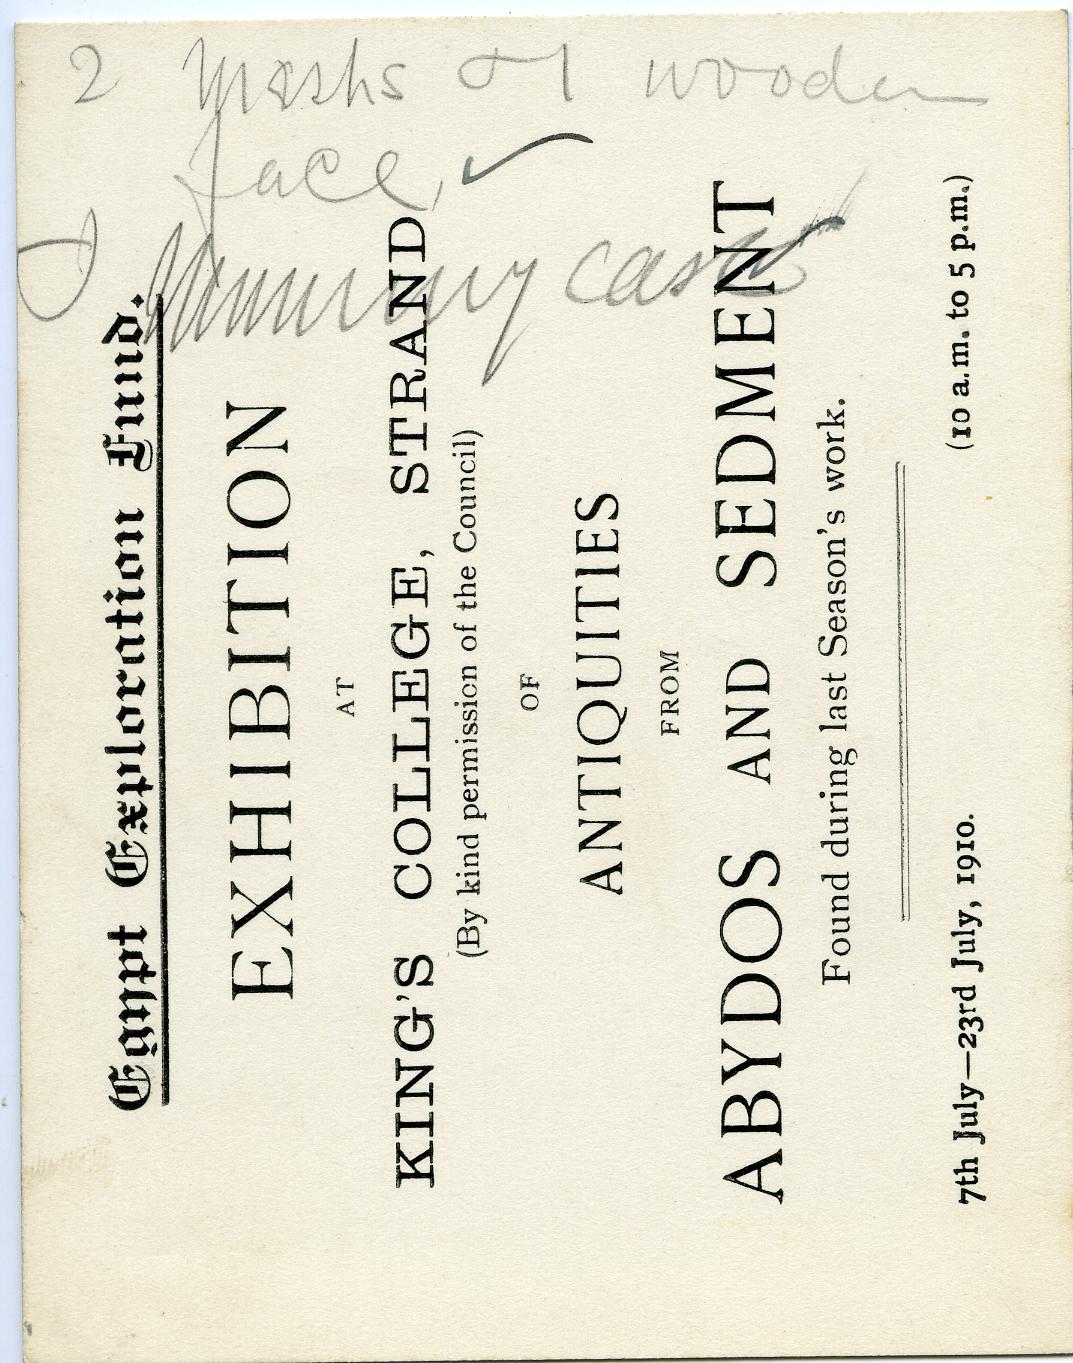 2 masks of wooden
face,
1 Mummy case
Egypt Exploration Fund.
EXHIBITION
AT
KING'S COLLEGE, STRAND
(By kind permission of the Council)
OF
ANTIQUITIES
FROM
ABYDOS AND SEDMENT
Found during last Season's work.
7th July—23rd July, 1910. (10 a.m. to 5 p.m.)